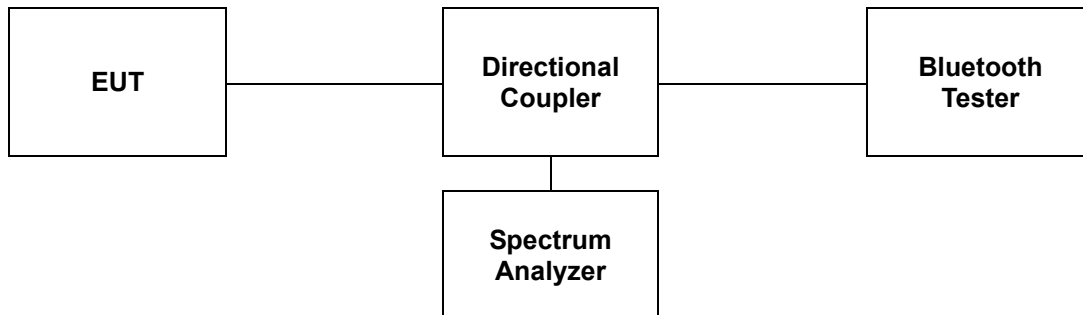 EUT
Directional
Coupler
Bluetooth
Tester
Spectrum
Analyzer